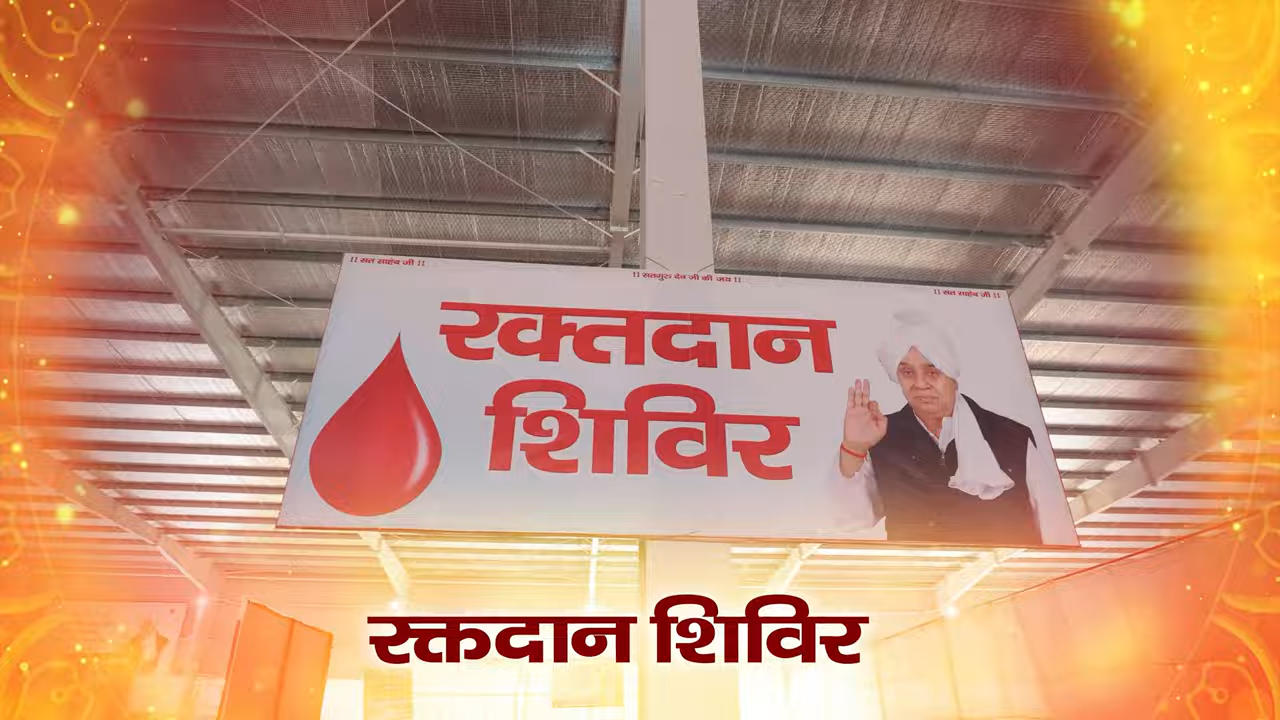 ।। सत साहेब जी ।।
।। सतगुरु देव जी की जय ।।
।। सत साहेब जी ।।
रक्तदान
शिविर
रक्तदान शिविर